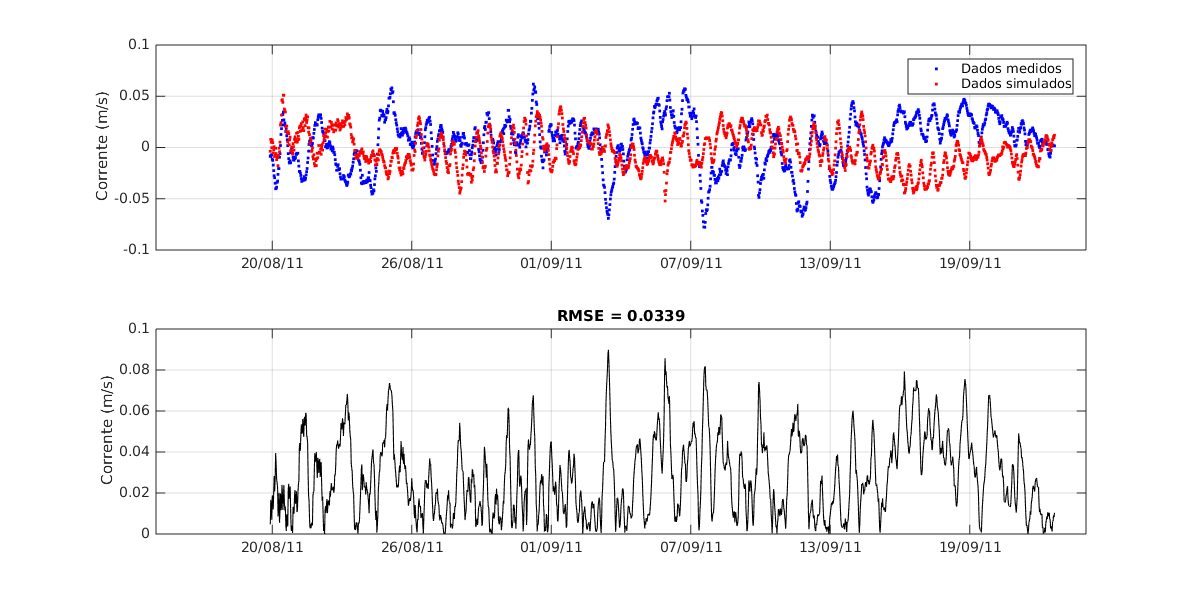 0.1
0.05
0
-0.05
-0.1
Corrente (m/s)
Dados medidos
Dados simulados
20/08/11 26/08/11 01/09/11 07/09/11 13/09/11 19/09/11
RMSE = 0.0339
0.1
0.08
0.06
0.04
0.02
0
Corrente (m/s)
20/08/11 26/08/11 01/09/11 07/09/11 13/09/11 19/09/11